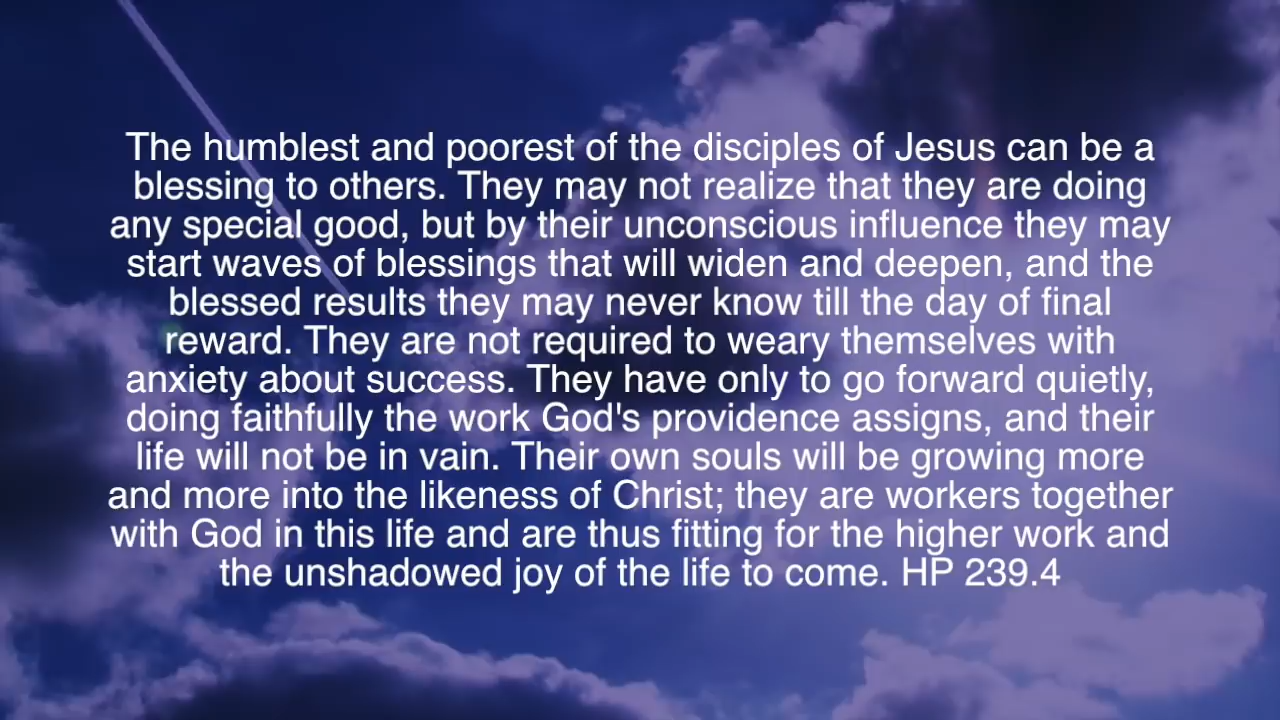 The humblest and poorest of the disciples of Jesus can be a
blessing to others. They may not realize that they are doing
any special good, but by their unconscious influence they may
start waves of blessings that will widen and deepen, and the
blessed results they may never know till the day of final
reward. They are not required to weary themselves with
anxiety about success. They have only to go forward quietly,
doing faithfully the work God's providence assigns, and their
life will not be in vain. Their own souls will be growing more
and more into the likeness of Christ; they are workers together
with God in this life and are thus fitting for the higher work and
the unshadowed joy of the life to come. HP 239.4